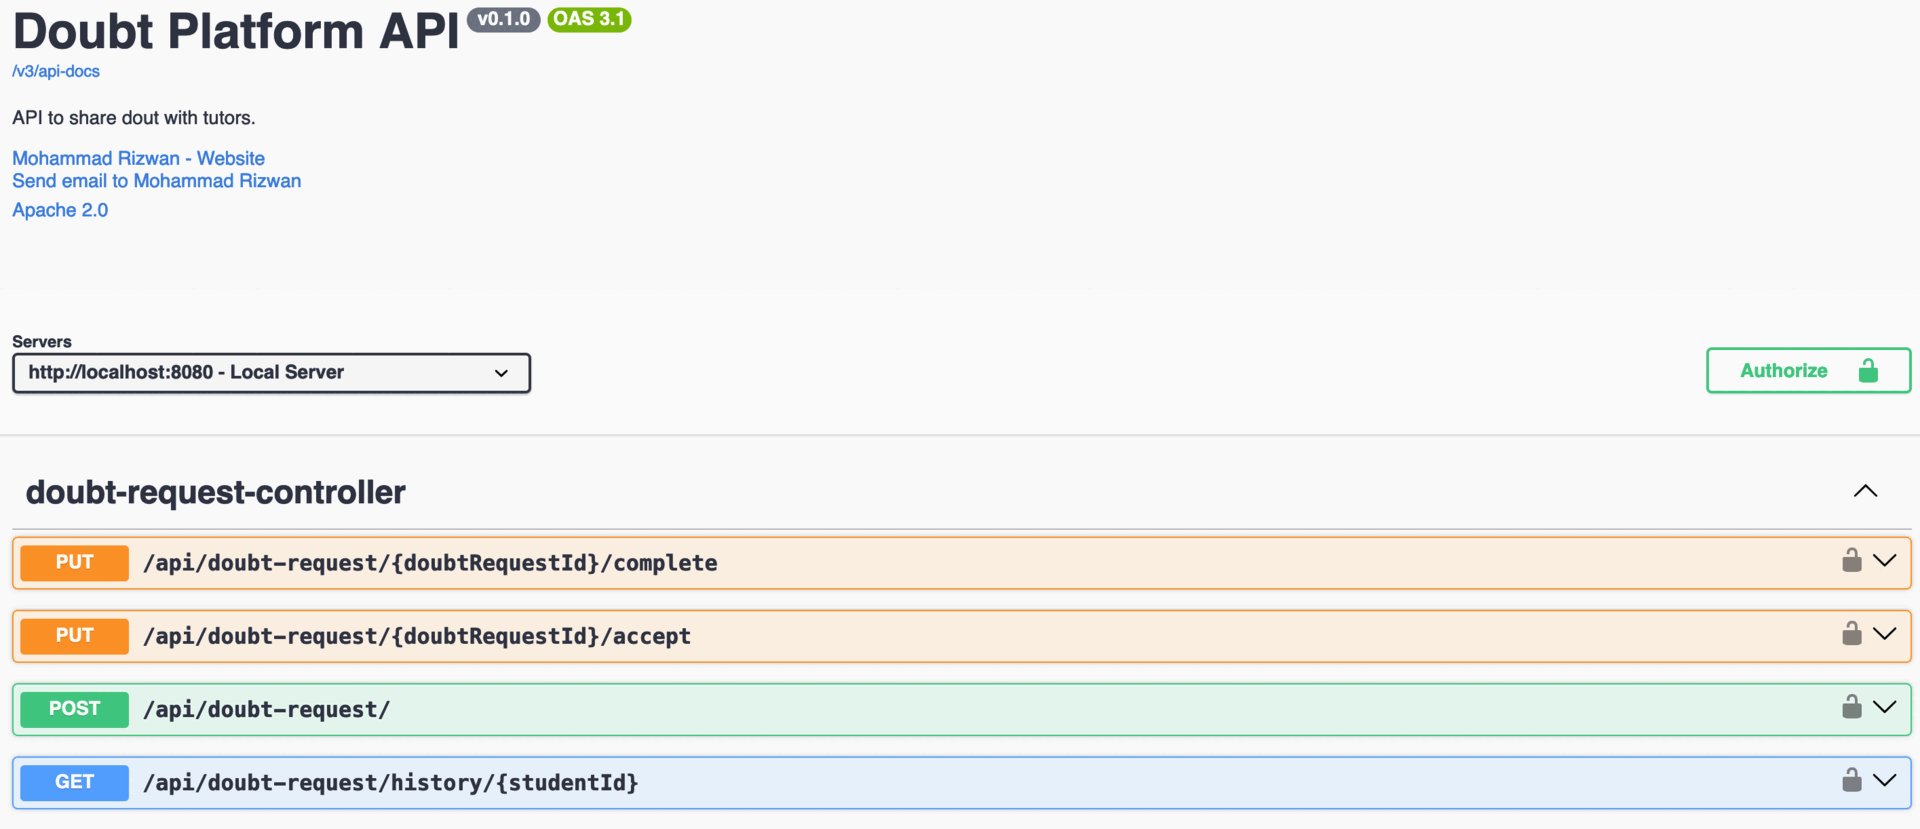 Doubt Platform API v0.1.0 OAS 3.1
/v3/api-docs
API to share dout with tutors.
Mohammad Rizwan - Website
Send email to Mohammad Rizwan
Apache 2.0
Servers
http://localhost:8080 - Local Server
Authorize
doubt-request-controller
PUT /api/doubt-request/{doubtRequestId}/complete
PUT /api/doubt-request/{doubtRequestId}/accept
POST /api/doubt-request/
GET /api/doubt-request/history/{studentId}